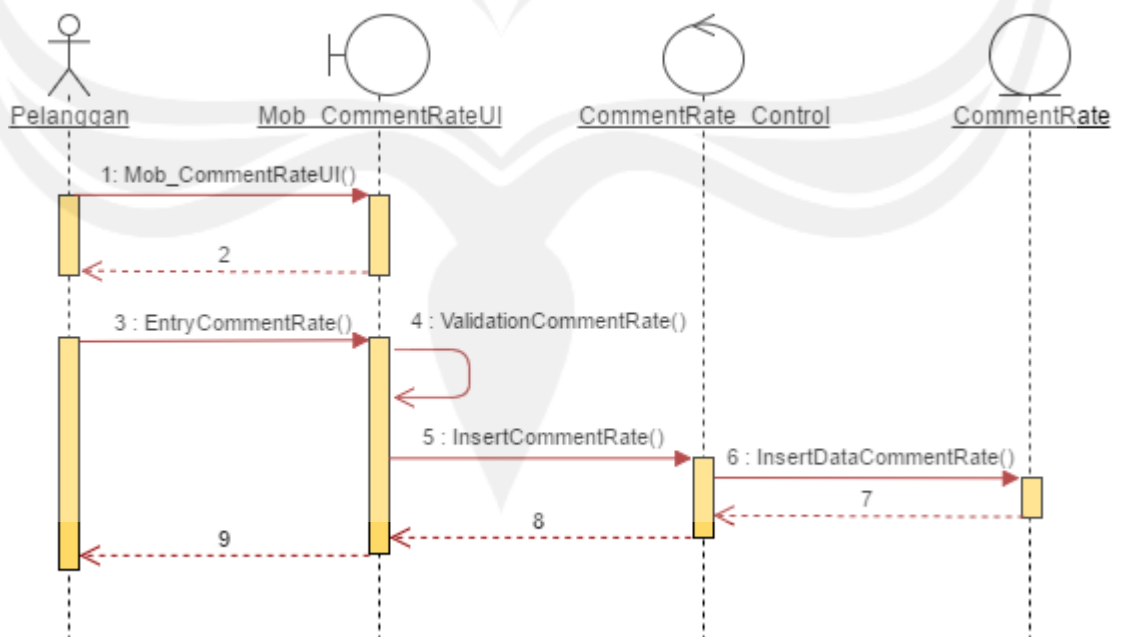 Pelanggan
Mob_CommentRateUI
CommentRate_Control
CommentRate
1: Mob_CommentRateUI()
2
3 : EntryCommentRate()
4 : ValidationCommentRate()
5 : InsertCommentRate()
6 : InsertDataCommentRate()
7
8
9